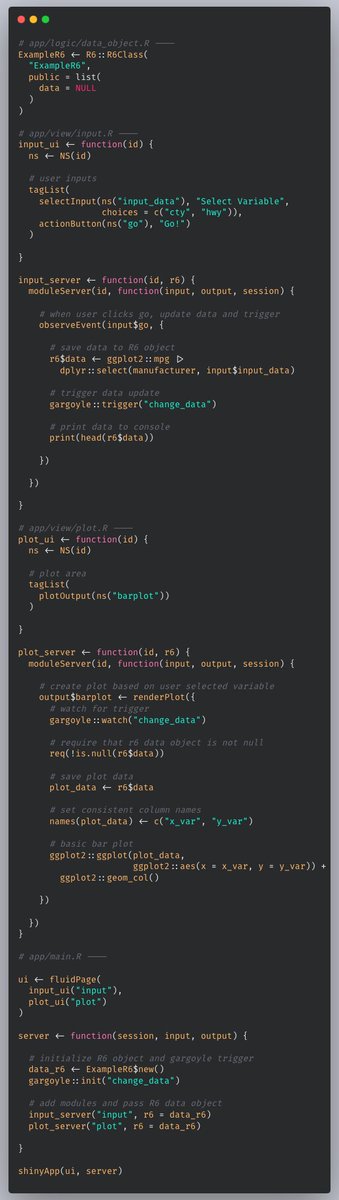 # app/logic/data_object.R ----
ExampleR6 <- R6::R6Class(
  "ExampleR6",
  public = list(
    data = NULL
  )
)

# app/view/input.R ----
input_ui <- function(id) {
  ns <- NS(id)

  # user inputs
  tagList(
    selectInput(ns("input_data"), "Select Variable",
                choices = c("cty", "hwy")),
    actionButton(ns("go"), "Go!")
  )

}

input_server <- function(id, r6) {
  moduleServer(id, function(input, output, session) {

    # when user clicks go, update data and trigger
    observeEvent(input$go, {

      # save data to R6 object
      r6$data <- ggplot2::mpg |>
        dplyr::select(manufacturer, input$input_data)

      # trigger data update
      gargoyle::trigger("change_data")

      # print data to console
      print(head(r6$data))

    })

  })

}

# app/view/plot.R ----
plot_ui <- function(id) {
  ns <- NS(id)

  # plot area
  tagList(
    plotOutput(ns("barplot"))
  )

}

plot_server <- function(id, r6) {
  moduleServer(id, function(input, output, session) {

    # create plot based on user selected variable
    output$barplot <- renderPlot({
      # watch for trigger
      gargoyle::watch("change_data")

      # require that r6 data object is not null
      req(!is.null(r6$data))

      # save plot data
      plot_data <- r6$data

      # set consistent column names
      names(plot_data) <- c("x_var", "y_var")

      # basic bar plot
      ggplot2::ggplot(plot_data,
                      ggplot2::aes(x = x_var, y = y_var)) +
        ggplot2::geom_col()

    })

  })
}

# app/main.R ----

ui <- fluidPage(
  input_ui("input"),
  plot_ui("plot")
)

server <- function(session, input, output) {

  # initialize R6 object and gargoyle trigger
  data_r6 <- ExampleR6$new()
  gargoyle::init("change_data")

  # add modules and pass R6 data object
  input_server("input", r6 = data_r6)
  plot_server("plot", r6 = data_r6)

}

shinyApp(ui, server)